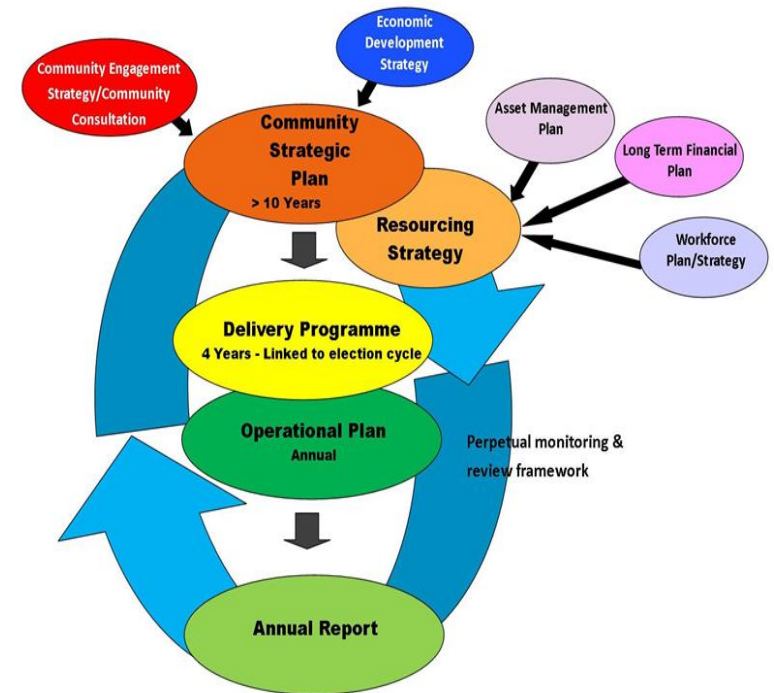 Economic
Development
Strategy
Community Engagement
Strategy/Community
Consultation
Community
Strategic
Plan
> 10 Years
Asset Management
Plan
Long Term Financial
Plan
Resourcing
Strategy
Workforce
Plan/Strategy
Delivery Programme
4 Years - Linked to election cycle
Operational Plan
Annual
Perpetual monitoring &
review framework
Annual Report